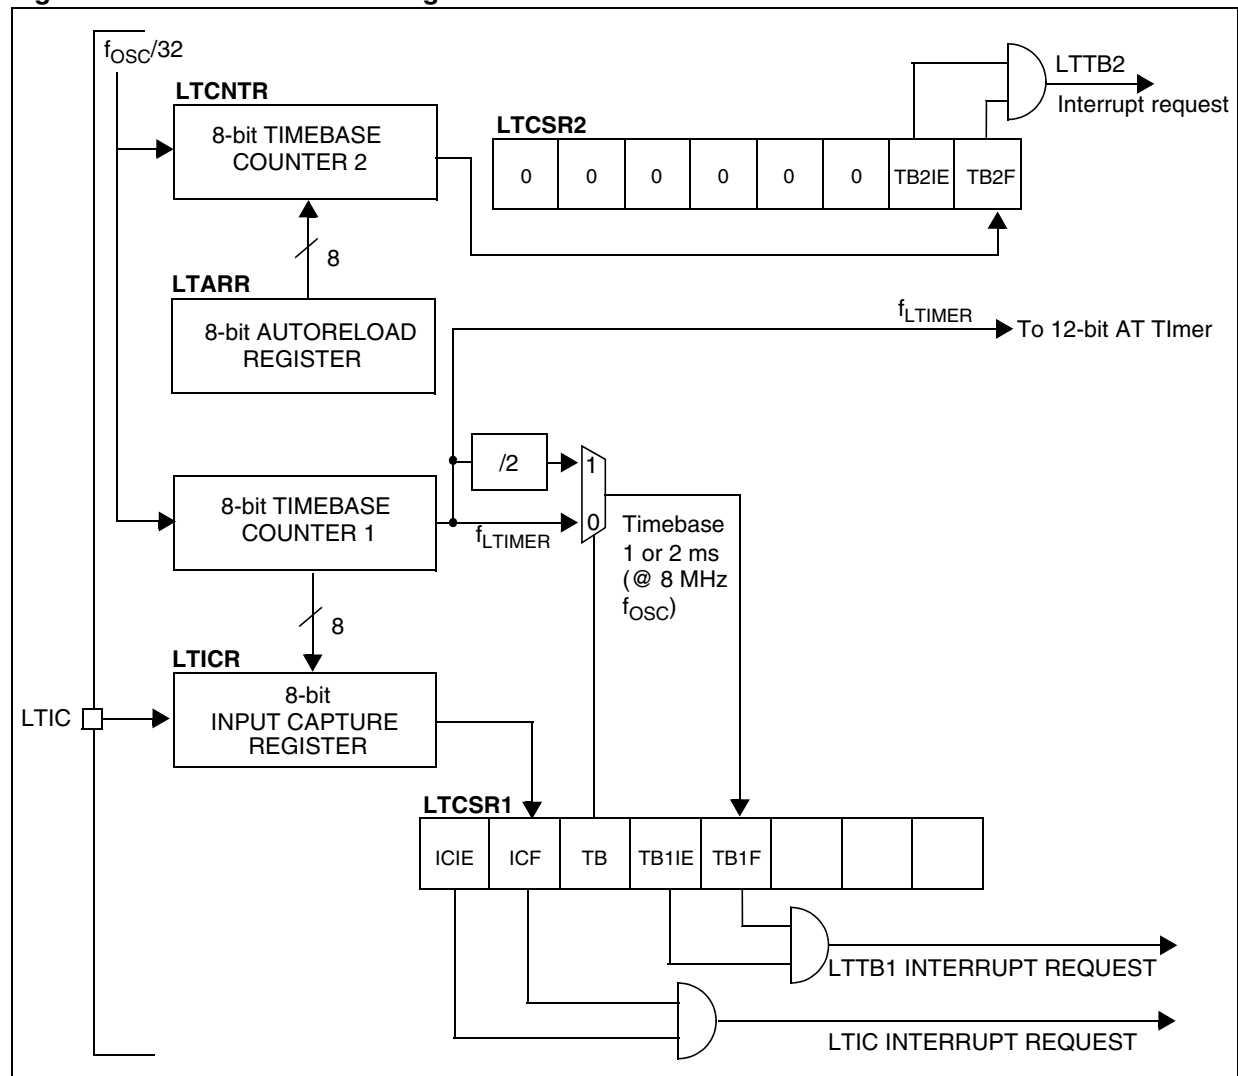 fOSC/32
LTCNTR
8-bit TIMEBASE
COUNTER 2
8
LTARR
8-bit AUTORELOAD
REGISTER
LTCSR2
0 0 0 0 0 0 TB2IE TB2F
LTTB2
Interrupt request
fLTIMER
To 12-bit AT TImer
/2
1
0
8-bit TIMEBASE
COUNTER 1
fLTIMER
Timebase
1 or 2 ms
(@ 8 MHz
fOSC)
8
LTICR
LTIC
8-bit
INPUT CAPTURE
REGISTER
LTCSR1
ICIE ICF TB TB1IE TB1F
LTTB1 INTERRUPT REQUEST
LTIC INTERRUPT REQUEST